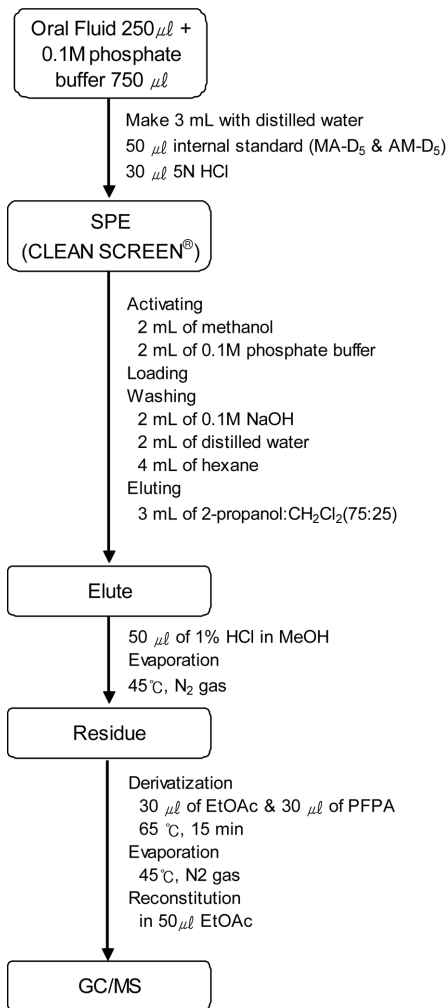 Oral Fluid 250㎕ +
0.1M phosphate
buffer 750 ㎕
Make 3 mL with distilled water
50 ㎕ internal standard (MA-D₅ & AM-D₅)
30 ㎕ 5N HCl
SPE
(CLEAN SCREEN®)
Activating
2 mL of methanol
2 mL of 0.1M phosphate buffer
Loading
Washing
2 mL of 0.1M NaOH
2 mL of distilled water
4 mL of hexane
Eluting
3 mL of 2-propanol:CH₂Cl₂(75:25)
Elute
50 ㎕ of 1% HCl in MeOH
Evaporation
45℃, N₂ gas
Residue
Derivatization
30 ㎕ of EtOAc & 30 ㎕ of PFPA
65 ℃, 15 min
Evaporation
45℃, N2 gas
Reconstitution
in 50㎕ EtOAc
GC/MS